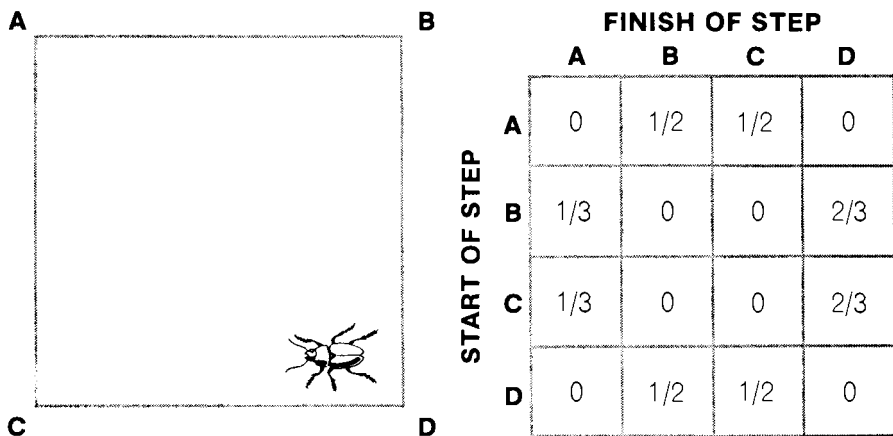 A B
C D
FINISH OF STEP
A B C D
START OF STEP
A 0 1/2 1/2 0
B 1/3 0 0 2/3
C 1/3 0 0 2/3
D 0 1/2 1/2 0